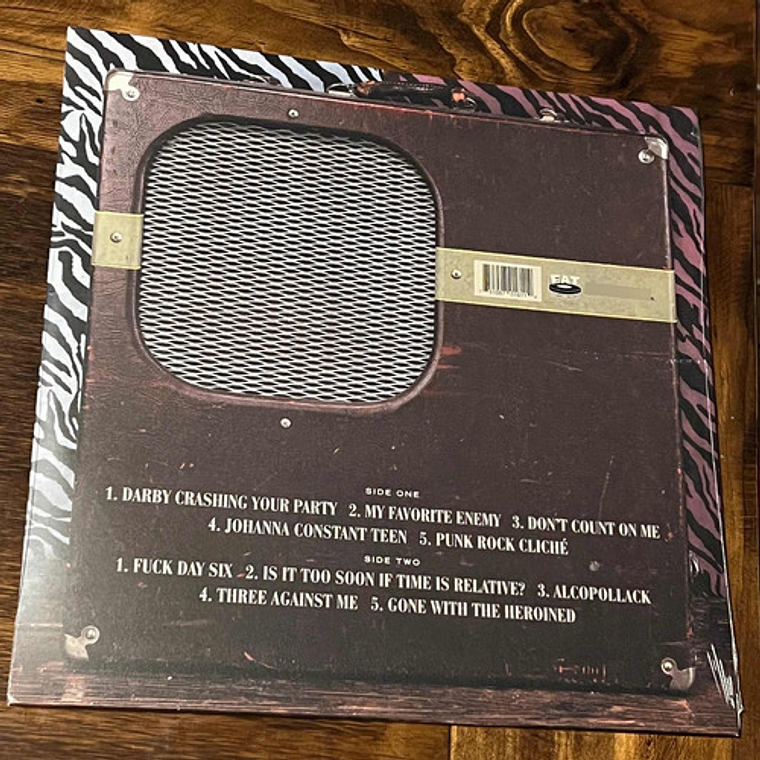 FAT
SIDE ONE
1. DARBY CRASHING YOUR PARTY 2. MY FAVORITE ENEMY 3. DON'T COUNT ON ME
4. JOHANNA CONSTANT TEEN 5. PUNK ROCK CLICHÉ
SIDE TWO
1. FUCK DAY SIX 2. IS IT TOO SOON IF TIME IS RELATIVE? 3. ALCOPOLLACK
4. THREE AGAINST ME 5. GONE WITH THE HEROINED